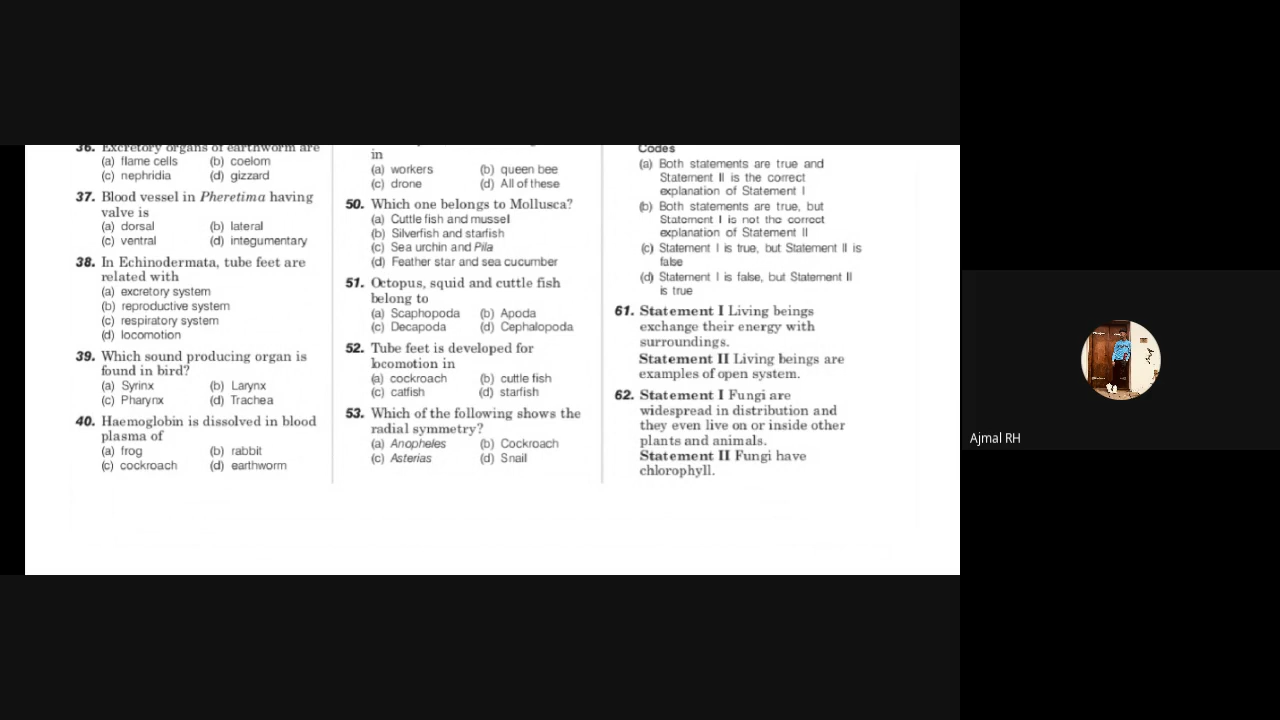 36. Excretory organs of earthworm are
(a) flame cells (b) coelom
(c) nephridia (d) gizzard
37. Blood vessel in Pheretima having
valve is
(a) dorsal (b) lateral
(c) ventral (d) integumentary
38. In Echinodermata, tube feet are
related with
(a) excretory system
(b) reproductive system
(c) respiratory system
(d) locomotion
39. Which sound producing organ is
found in bird?
(a) Syrinx (b) Larynx
(c) Pharynx (d) Trachea
40. Haemoglobin is dissolved in blood
plasma of
(a) frog (b) rabbit
(c) cockroach (d) earthworm
in
(a) workers (b) queen bee
(c) drone (d) All of these
50. Which one belongs to Mollusca?
(a) Cuttle fish and mussel
(b) Silverfish and starfish
(c) Sea urchin and Pila
(d) Feather star and sea cucumber
51. Octopus, squid and cuttle fish
belong to
(a) Scaphopoda (b) Apoda
(c) Decapoda (d) Cephalopoda
52. Tube feet is developed for
locomotion in
(a) cockroach (b) cuttle fish
(c) catfish (d) starfish
53. Which of the following shows the
radial symmetry?
(a) Anopheles (b) Cockroach
(c) Asterias (d) Snail
Codes
(a) Both statements are true and
Statement II is the correct
explanation of Statement I
(b) Both statements are true, but
Statement I is not the correct
explanation of Statement II
(c) Statement I is true, but Statement II is
false
(d) Statement I is false, but Statement II
is true
61. Statement I Living beings
exchange their energy with
surroundings.
Statement II Living beings are
examples of open system.
62. Statement I Fungi are
widespread in distribution and
they even live on or inside other
plants and animals.
Statement II Fungi have
chlorophyll.
Ajmal RH